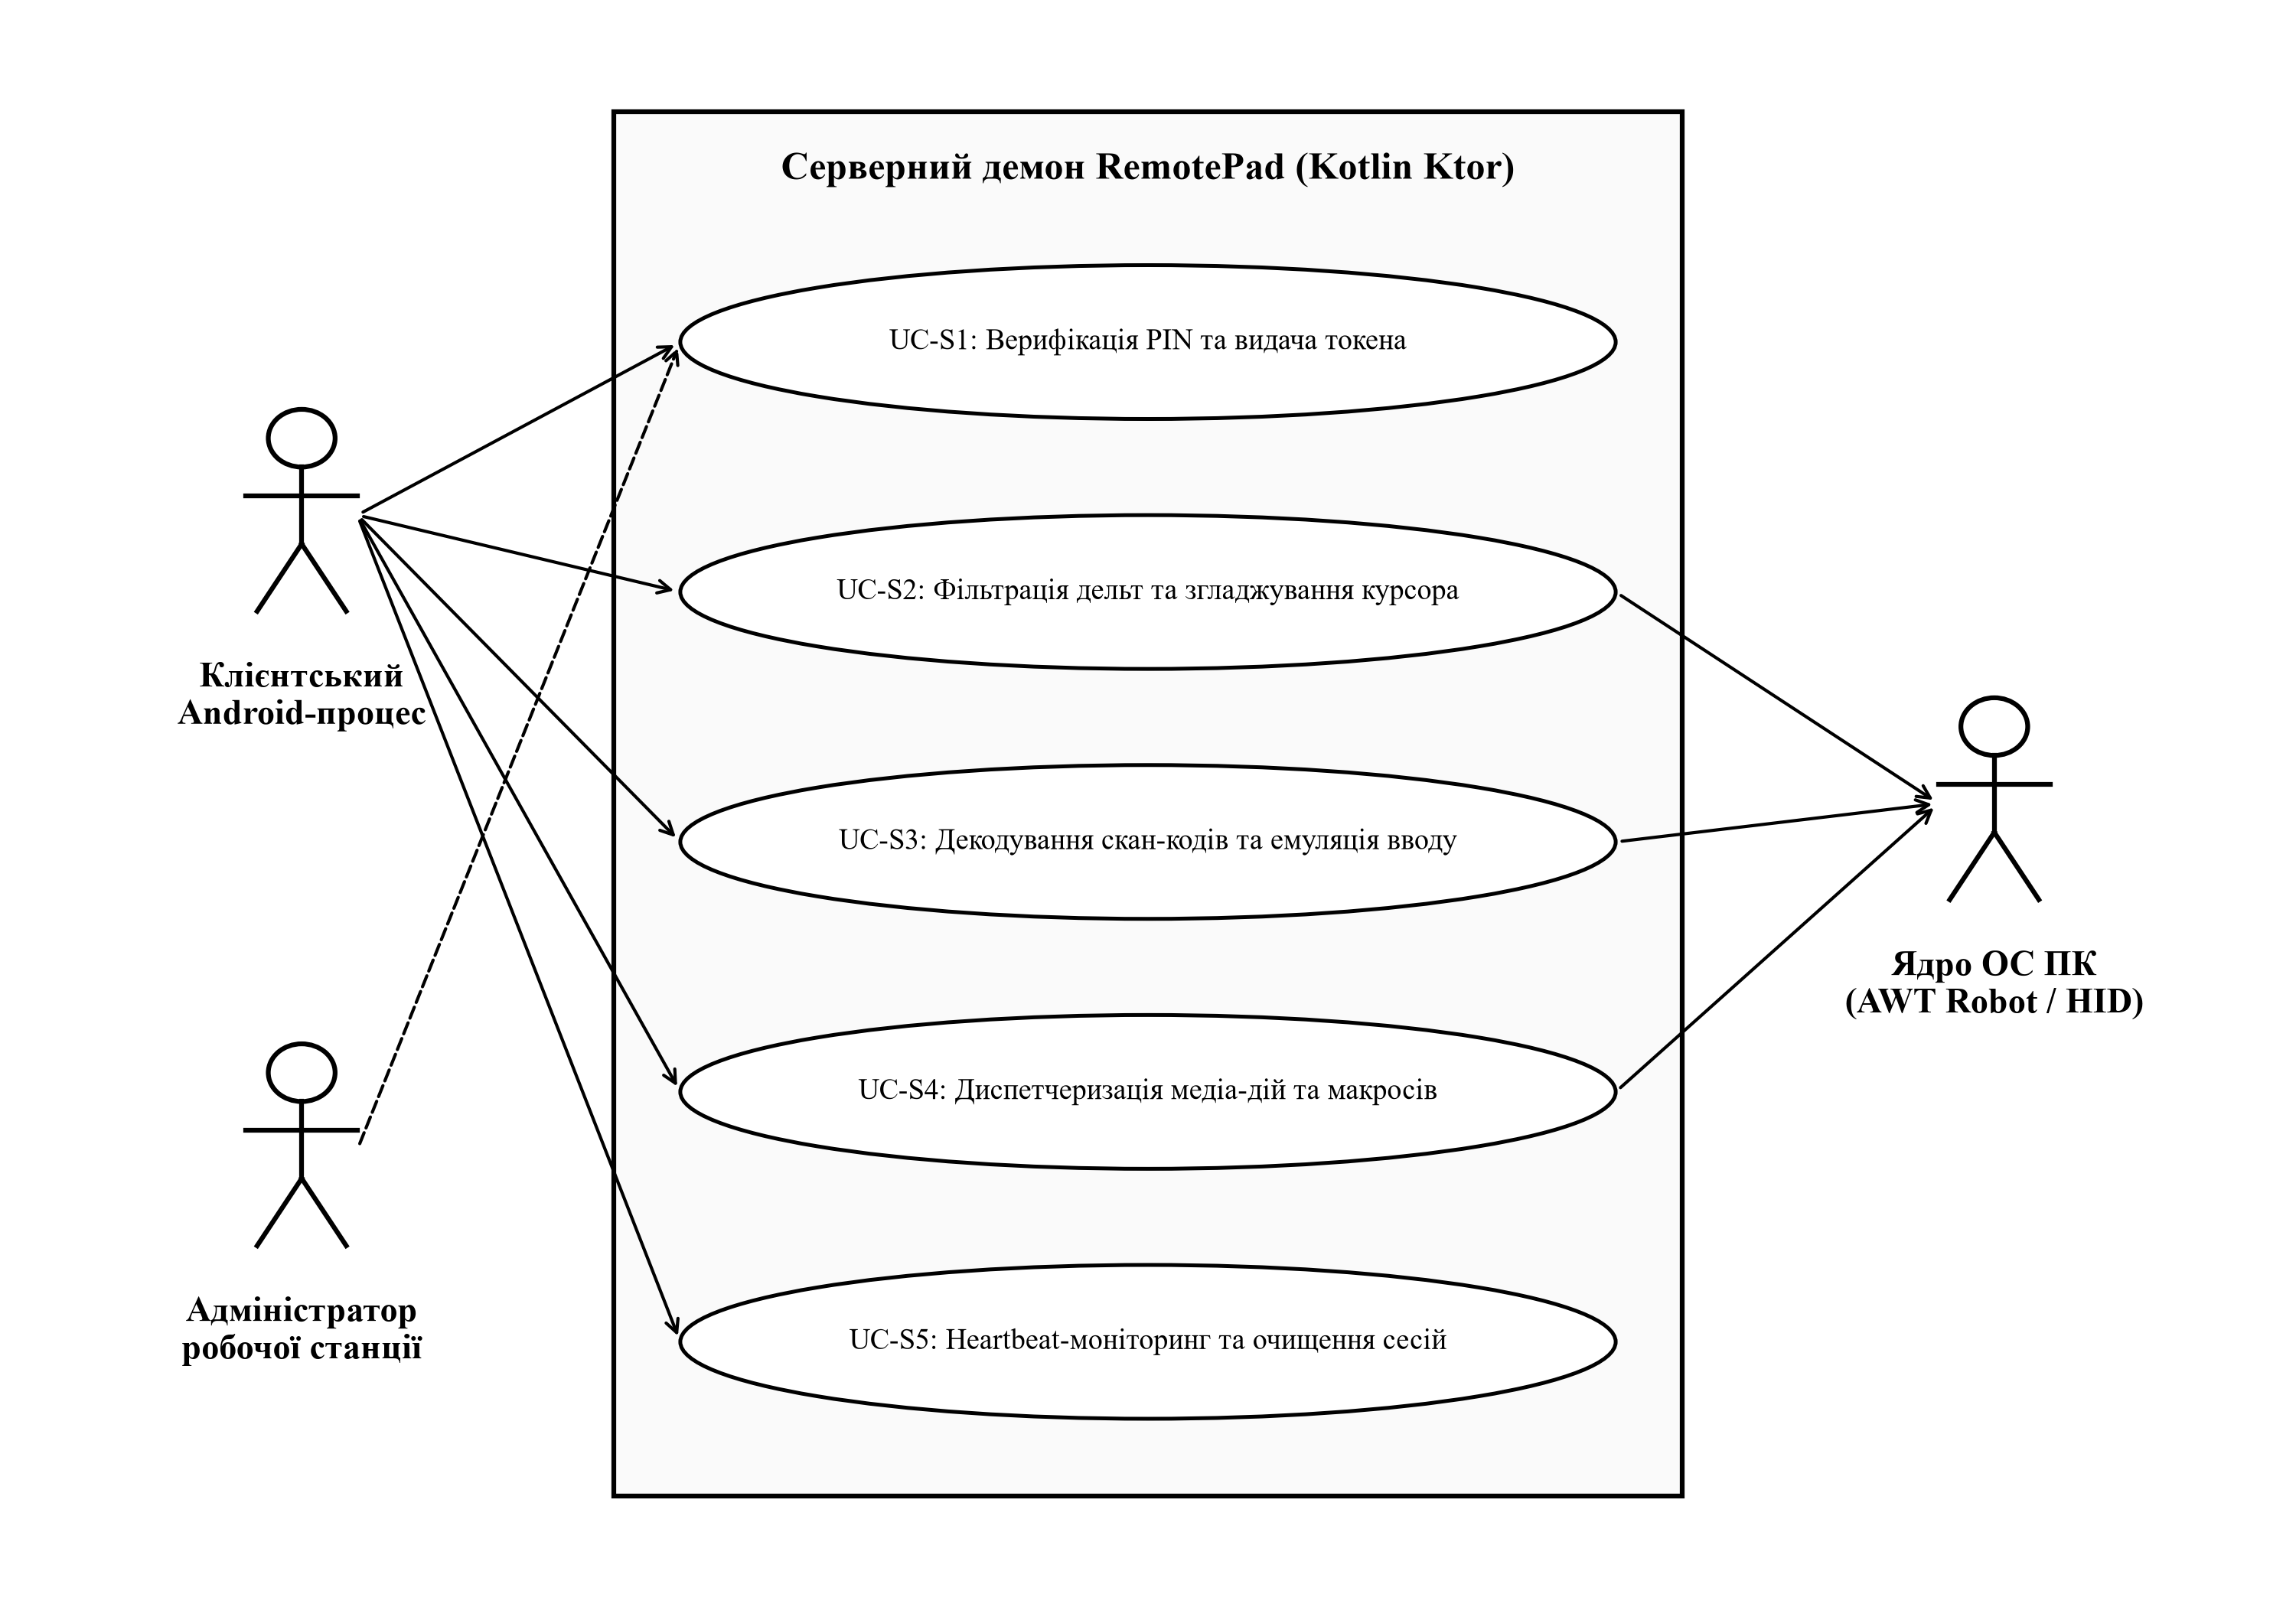 Серверний демон RemotePad (Kotlin Ktor)
UC-S1: Верифікація PIN та видача токена
UC-S2: Фільтрація дельт та згладжування курсора
UC-S3: Декодування скан-кодів та емуляція вводу
UC-S4: Диспетчеризація медіа-дій та макросів
UC-S5: Heartbeat-моніторинг та очищення сесій
Клієнтський
Android-процес
Адміністратор
робочої станції
Ядро ОС ПК
(AWT Robot / HID)